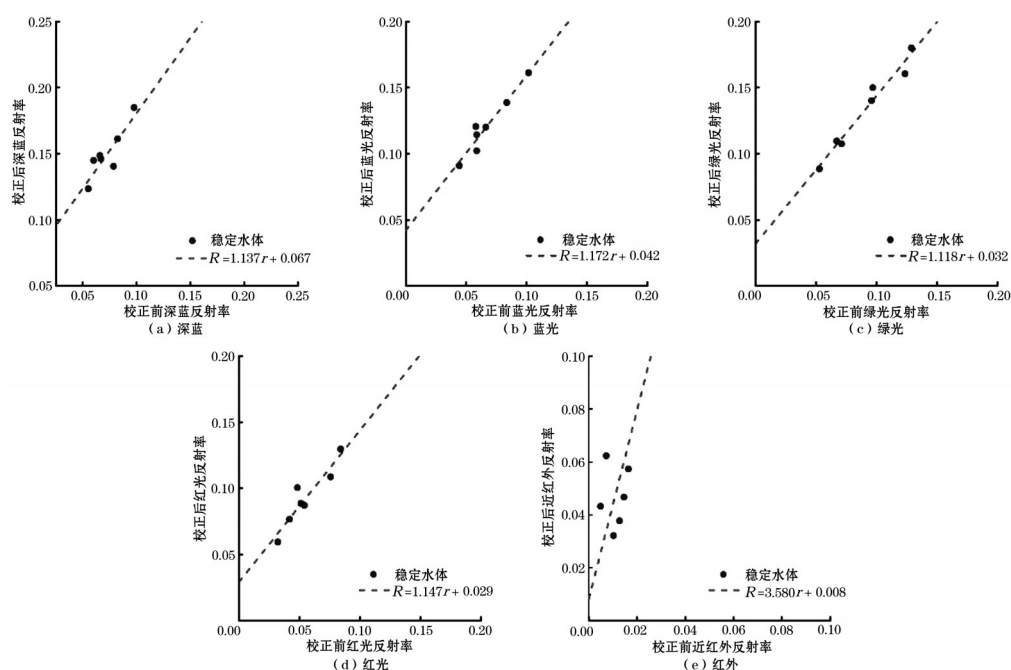 0.25
0.20
0.15
0.10
0.05
校正后深蓝反射率
稳定水体
R=1.137r+0.067
0.05 0.10 0.15 0.20 0.25
校正前深蓝反射率
(a)深蓝
0.20
0.15
0.10
0.05
校正后蓝光反射率
稳定水体
R=1.172r+0.042
0.00 0.05 0.10 0.15 0.20
校正前蓝光反射率
(b)蓝光
0.20
0.15
0.10
0.05
校正后绿光反射率
稳定水体
R=1.118r+0.032
0.00 0.05 0.10 0.15 0.20
校正前绿光反射率
(c)绿光
0.20
0.15
0.10
0.05
校正后红光反射率
稳定水体
R=1.147r+0.029
0.00 0.05 0.10 0.15 0.20
校正前红光反射率
(d)红光
0.10
0.08
0.06
0.04
0.02
校正后近红外反射率
稳定水体
R=3.580r+0.008
0.00 0.02 0.04 0.06 0.08 0.10
校正前近红外反射率
(e)红外